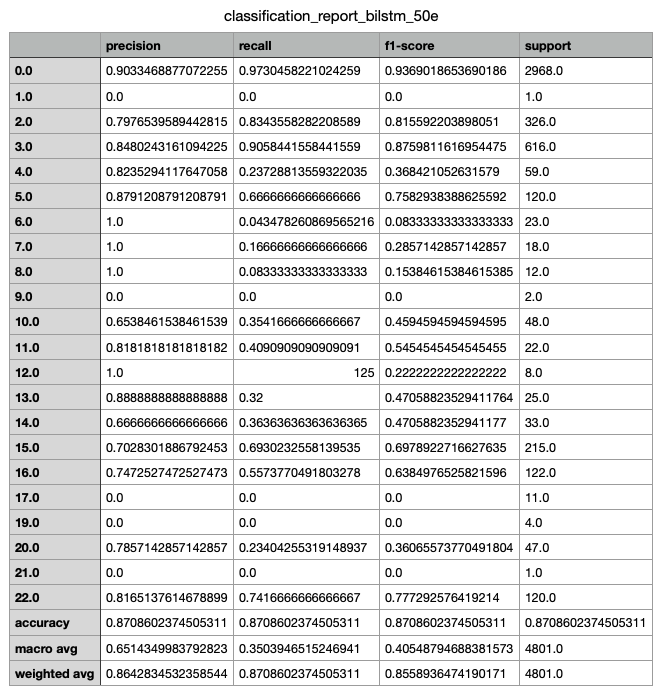 classification_report_bilstm_50e
precision recall f1-score support
0.0 0.9033468877072255 0.9730458221024259 0.9369018653690186 2968.0
1.0 0.0 0.0 0.0 1.0
2.0 0.7976539589442815 0.8343558282208589 0.815592203898051 326.0
3.0 0.8480243161094225 0.9058441558441559 0.8759811616954475 616.0
4.0 0.8235294117647058 0.23728813559322035 0.368421052631579 59.0
5.0 0.8791208791208791 0.6666666666666666 0.7582938388625592 120.0
6.0 1.0 0.043478260869565216 0.08333333333333333 23.0
7.0 1.0 0.16666666666666666 0.2857142857142857 18.0
8.0 1.0 0.08333333333333333 0.15384615384615385 12.0
9.0 0.0 0.0 0.0 2.0
10.0 0.6538461538461539 0.3541666666666667 0.4594594594594595 48.0
11.0 0.8181818181818182 0.4090909090909091 0.5454545454545455 22.0
12.0 1.0 125 0.2222222222222222 8.0
13.0 0.8888888888888888 0.32 0.47058823529411764 25.0
14.0 0.6666666666666666 0.36363636363636365 0.4705882352941177 33.0
15.0 0.7028301886792453 0.6930232558139535 0.6978922716627635 215.0
16.0 0.7472527472527473 0.5573770491803278 0.6384976525821596 122.0
17.0 0.0 0.0 0.0 11.0
19.0 0.0 0.0 0.0 4.0
20.0 0.7857142857142857 0.23404255319148937 0.36065573770491804 47.0
21.0 0.0 0.0 0.0 1.0
22.0 0.8165137614678899 0.7416666666666667 0.777292576419214 120.0
accuracy 0.8708602374505311 0.8708602374505311 0.8708602374505311 0.8708602374505311
macro avg 0.6514349983792823 0.3503946515246941 0.40548794688381573 4801.0
weighted avg 0.8642834532358544 0.8708602374505311 0.8558936474190171 4801.0